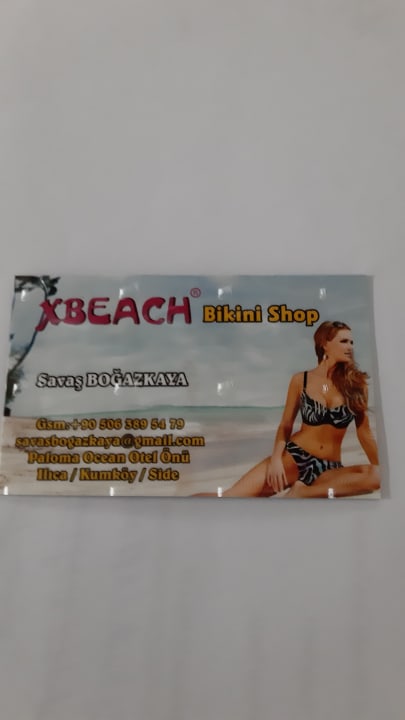 XBEACH® Bikini Shop
Savaş BOĞAZKAYA
Gsm:+90 506 389 54 79
savasbogazkaya@gmail.com
Paloma Ocean Otel Önü
Ilıca / Kumköy / Side